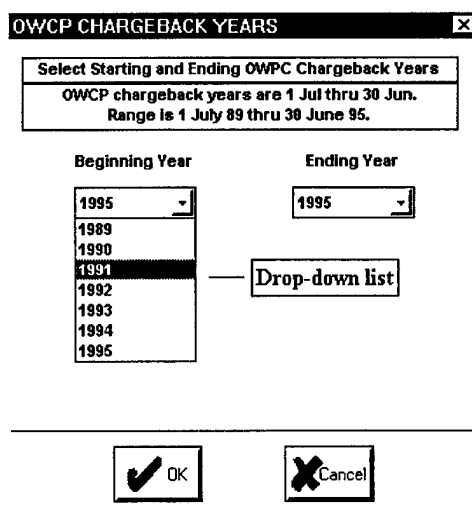 OWCP CHARGEBACK YEARS
Select Starting and Ending OWPC Chargeback Years
OWCP chargeback years are 1 Jul thru 30 Jun.
Range is 1 July 89 thru 30 June 95.
Beginning Year
Ending Year
1995
1995
1989
1990
1991
1992
1993
1994
1995
Drop-down list
OK
Cancel